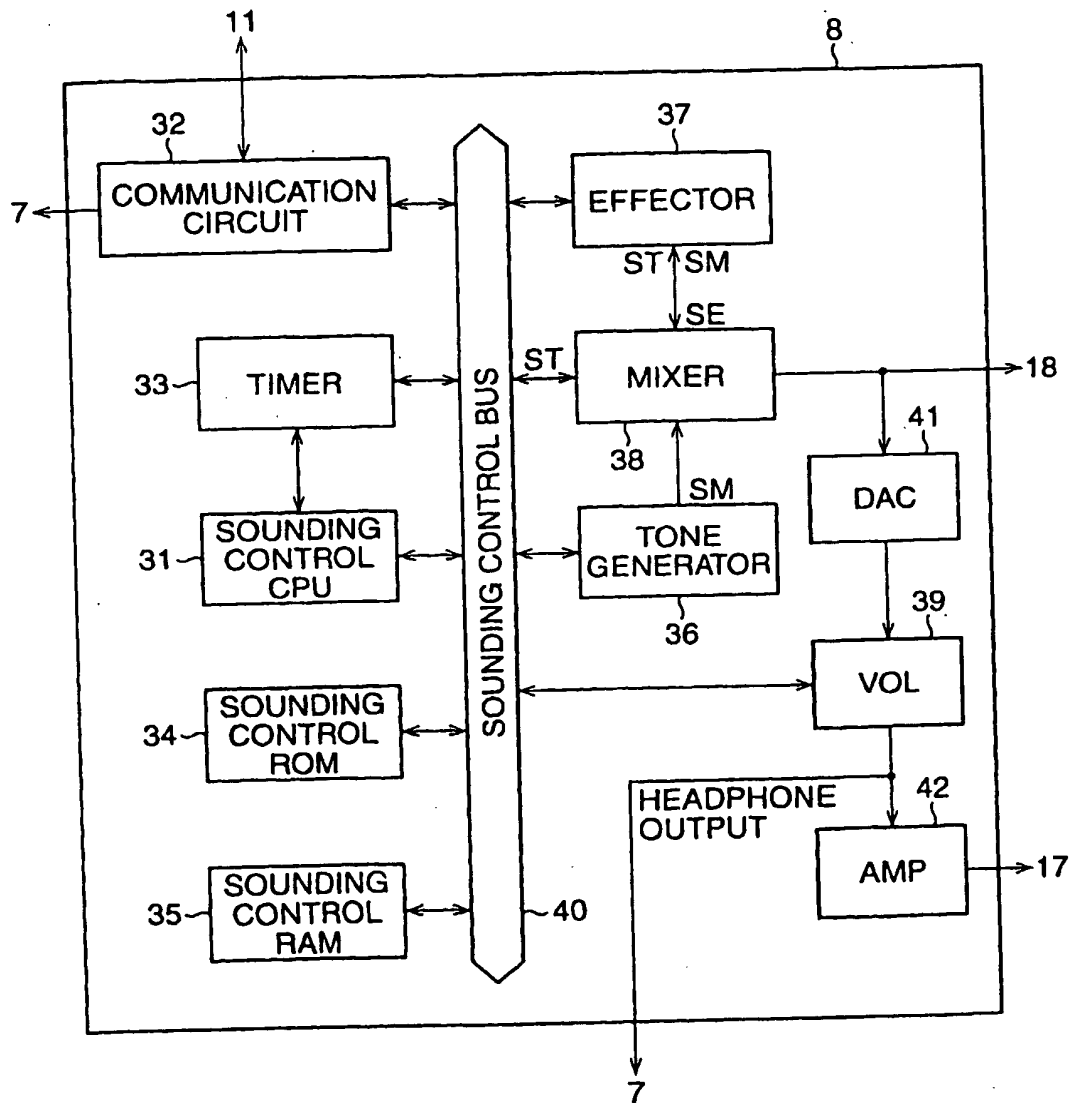 11
8
32
COMMUNICATION
CIRCUIT
7
37
EFFECTOR
ST
SM
SE
33
TIMER
ST
MIXER
38
18
41
DAC
SM
31
SOUNDING
CONTROL
CPU
TONE
GENERATOR
36
39
VOL
SOUNDING CONTROL BUS
34
SOUNDING
CONTROL
ROM
HEADPHONE
OUTPUT
42
AMP
17
35
SOUNDING
CONTROL
RAM
40
7